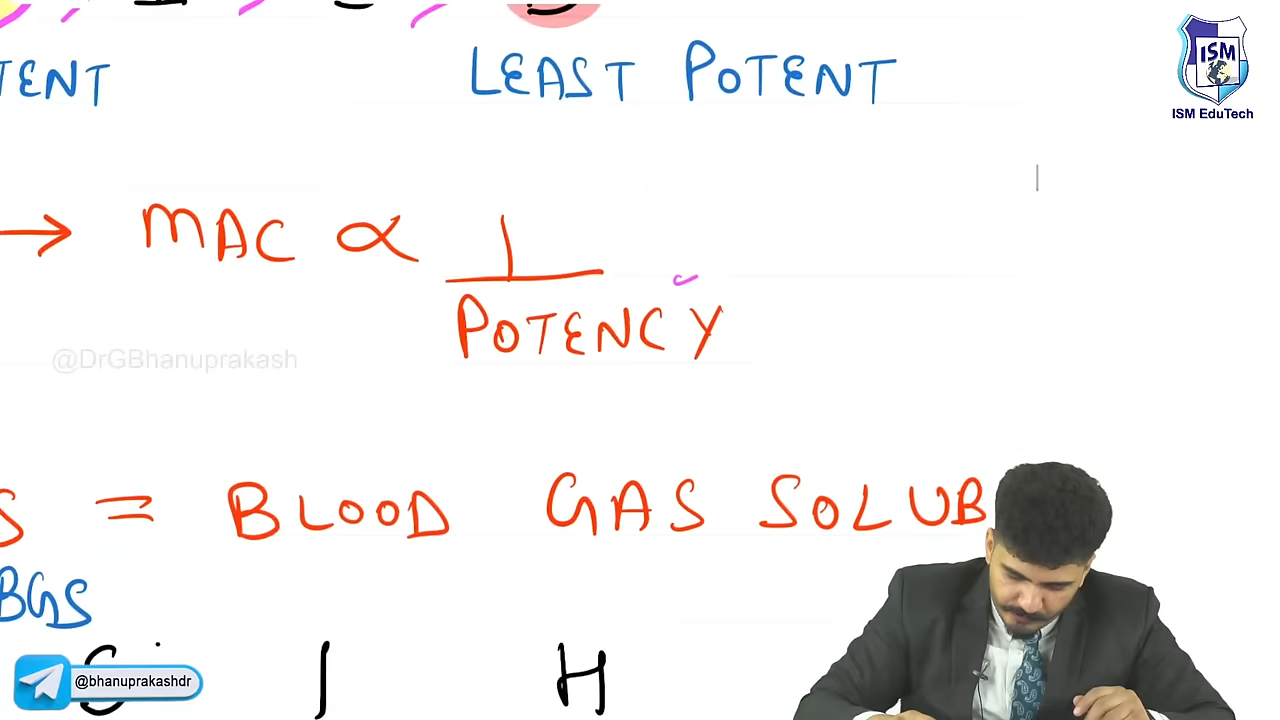 TENT LEAST POTENT
ISM
ISM EduTech
→ MAC ∝ 1
POTENCY
@DrGBhanuprakash
S = BLOOD GAS SOLUB
BGS
@bhanuprakashdr
I H